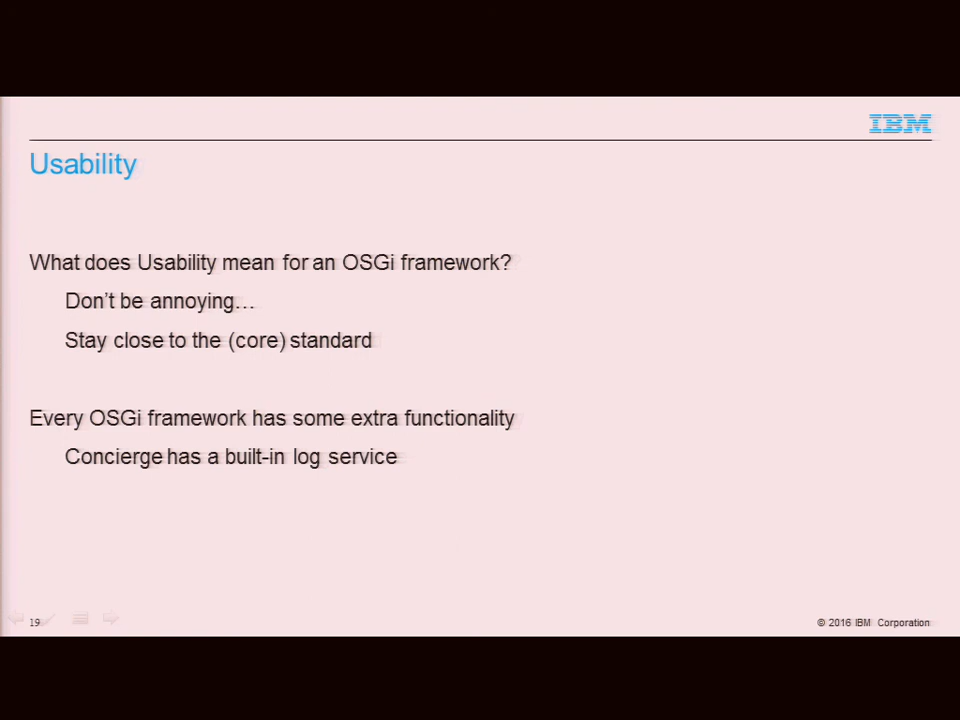 IBM
Usability
What does Usability mean for an OSGi framework?
Don't be annoying…
Stay close to the (core) standard
Every OSGi framework has some extra functionality
Concierge has a built-in log service
19
© 2016 IBM Corporation